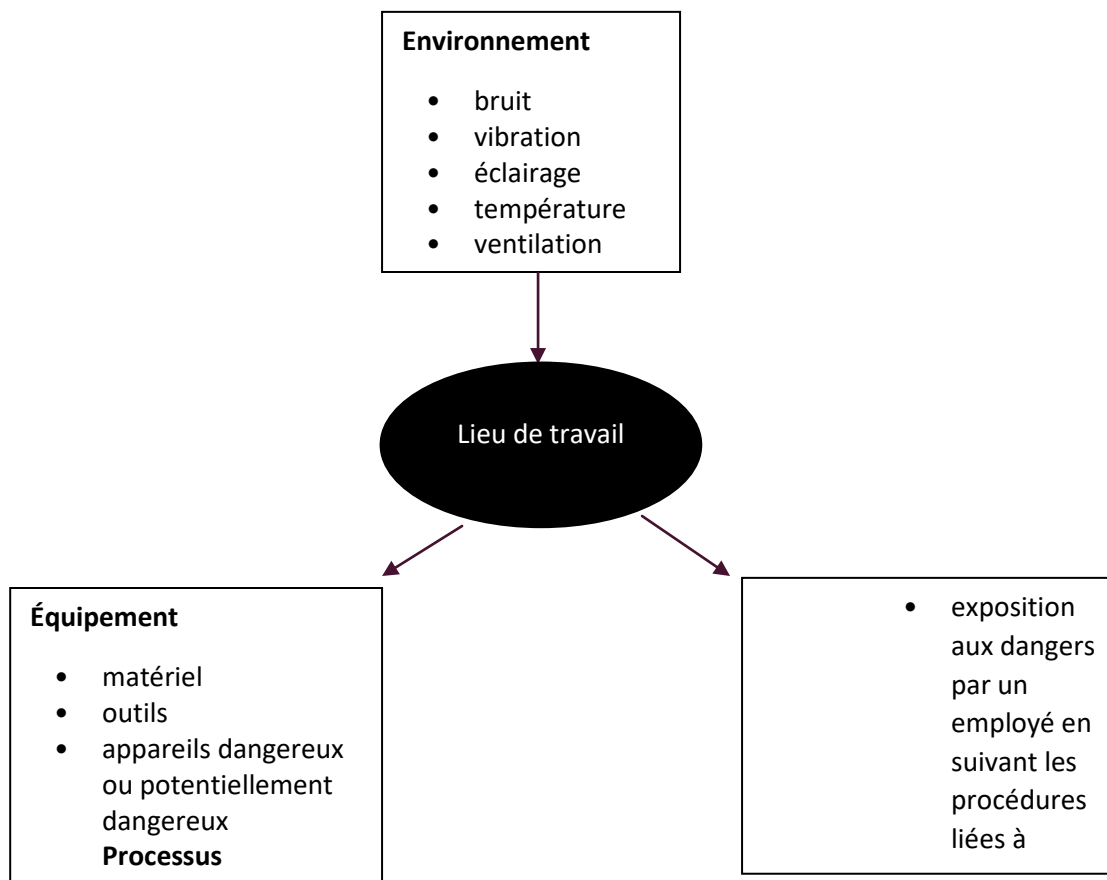 Environnement
• bruit
• vibration
• éclairage
• température
• ventilation
Lieu de travail
Équipement
• matériel
• outils
• appareils dangereux
ou potentiellement
dangereux
Processus
• exposition
aux dangers
par un
employé en
suivant les
procédures
liées à